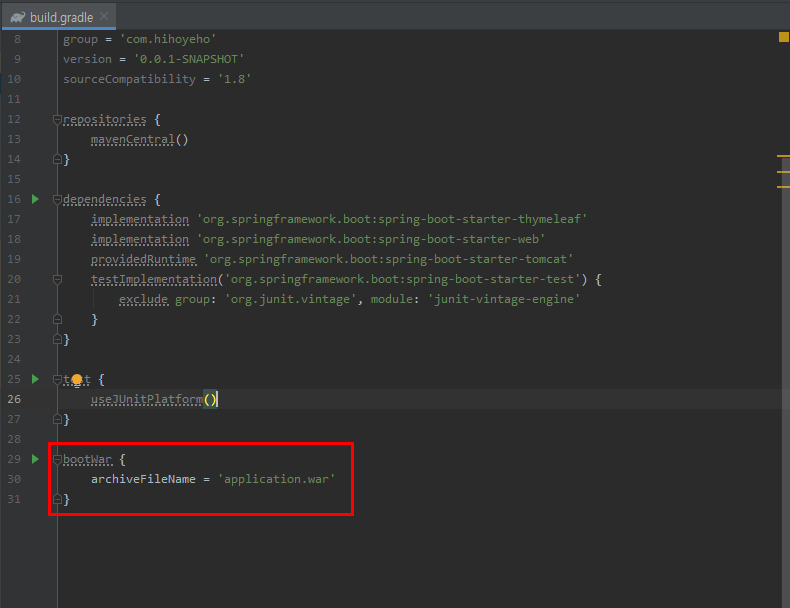 build.gradle
8 group = 'com.hihoyeho'
9 version = '0.0.1-SNAPSHOT'
10 sourceCompatibility = '1.8'
11
12 repositories {
13 mavenCentral()
14 }
15
16 dependencies {
17 implementation 'org.springframework.boot:spring-boot-starter-thymeleaf'
18 implementation 'org.springframework.boot:spring-boot-starter-web'
19 providedRuntime 'org.springframework.boot:spring-boot-starter-tomcat'
20 testImplementation('org.springframework.boot:spring-boot-starter-test') {
21 exclude group: 'org.junit.vintage', module: 'junit-vintage-engine'
22 }
23 }
24
25 {
26 useJUnitPlatform()
27 }
28
29 bootWar {
30 archiveFileName = 'application.war'
31 }